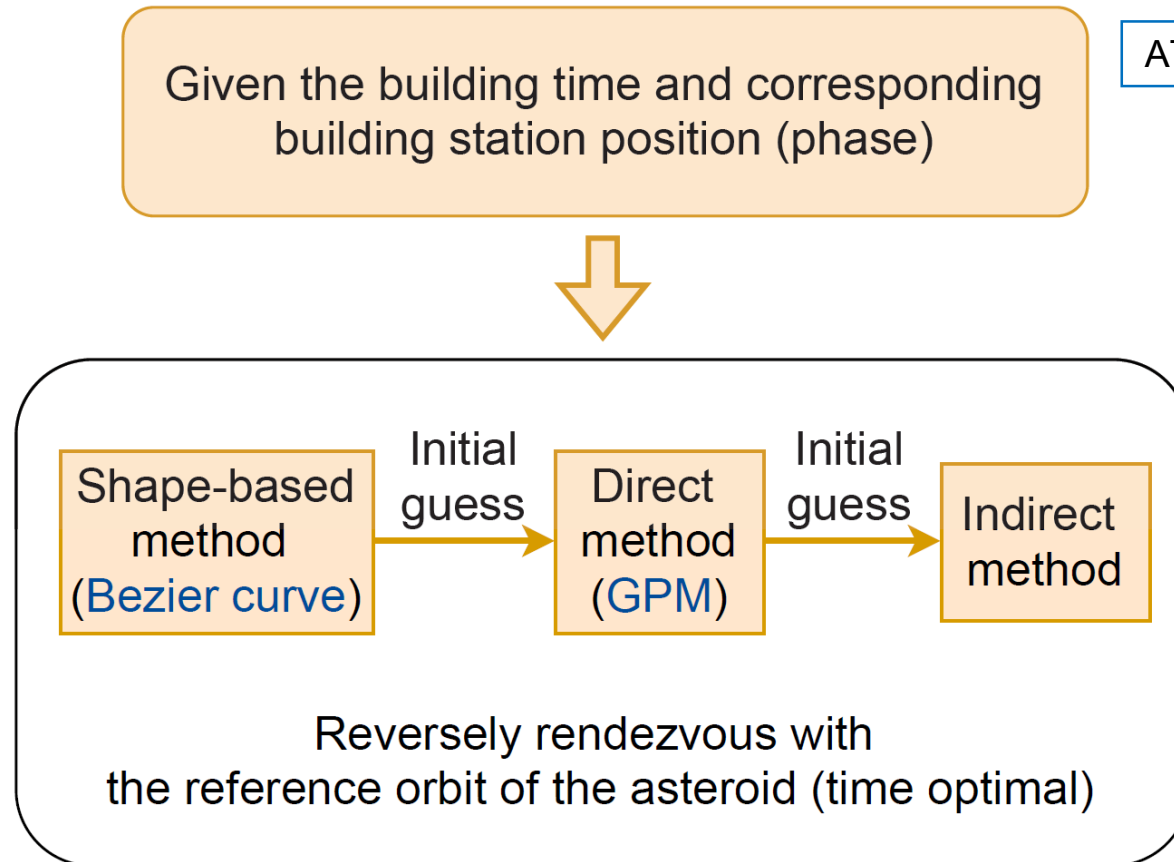 Given the building time and corresponding
building station position (phase)
Shape-based
method
(Bezier curve)
Initial
guess
Direct
method
(GPM)
Initial
guess
Indirect
method
Reversely rendezvous with
the reference orbit of the asteroid (time optimal)